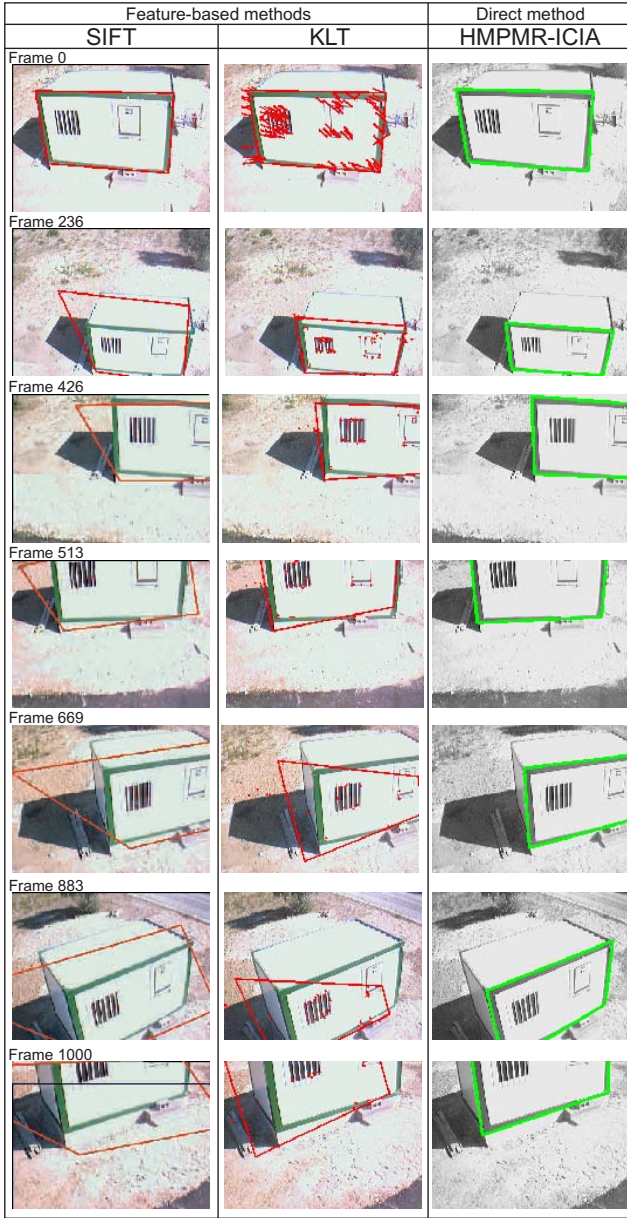 Feature-based methods Direct method
SIFT KLT HMPMR-ICIA
Frame 0
Frame 236
Frame 426
Frame 513
Frame 669
Frame 883
Frame 1000